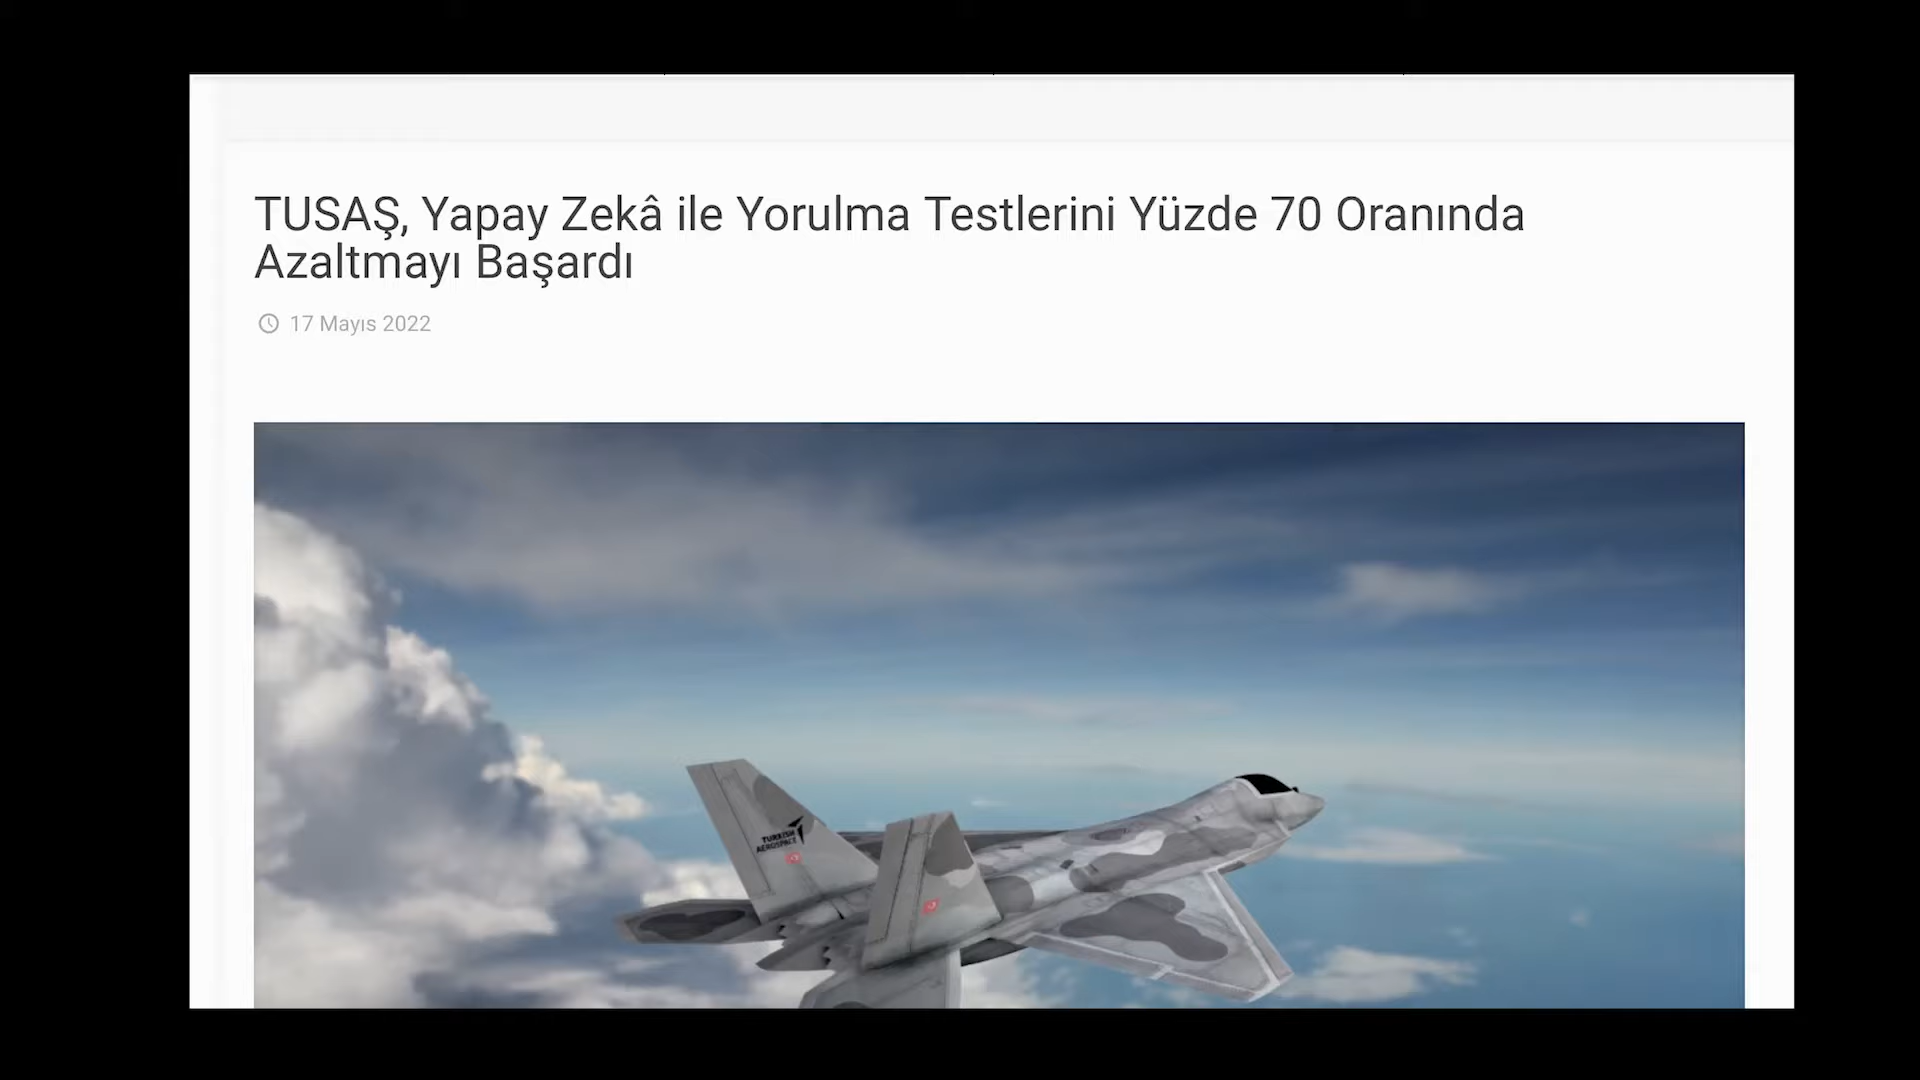 TUSAŞ, Yapay Zekâ ile Yorulma Testlerini Yüzde 70 Oranında
Azaltmayı Başardı
17 Mayıs 2022
TURKISH
AEROSPACE